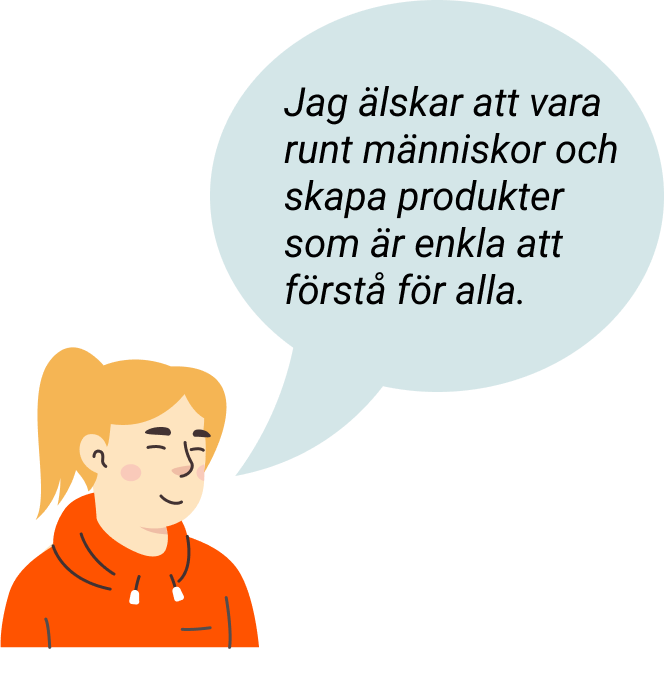 Jag älskar att vara
runt människor och
skapa produkter
som är enkla att
förstå för alla.